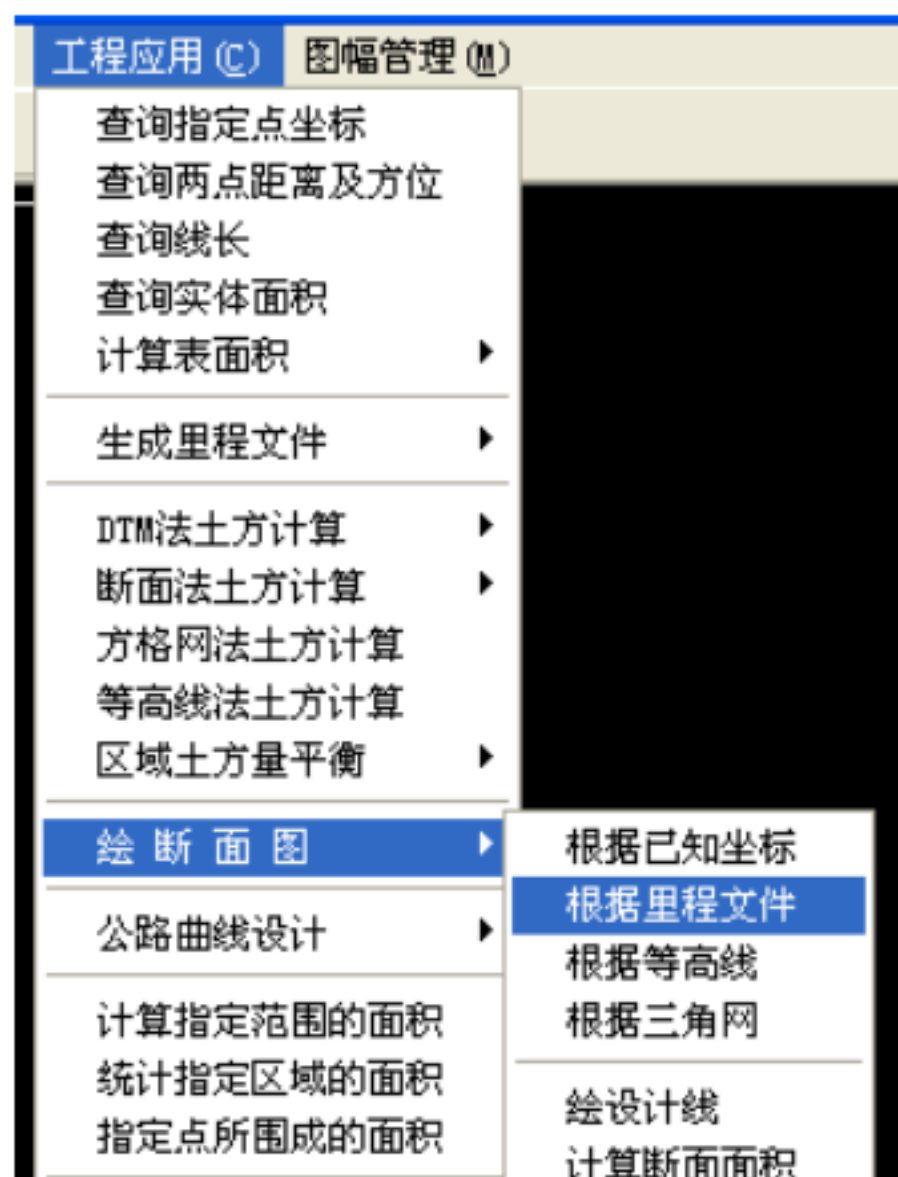 工程应用(C) 图幅管理(M)
查询指定点坐标
查询两点距离及方位
查询线长
查询实体面积
计算表面积
生成里程文件
DTM法土方计算
断面法土方计算
方格网法土方计算
等高线法土方计算
区域土方量平衡
绘 断 面 图
公路曲线设计
计算指定范围的面积
统计指定区域的面积
指定点所围成的面积
根据已知坐标
根据里程文件
根据等高线
根据三角网
绘设计线
计算断面面积